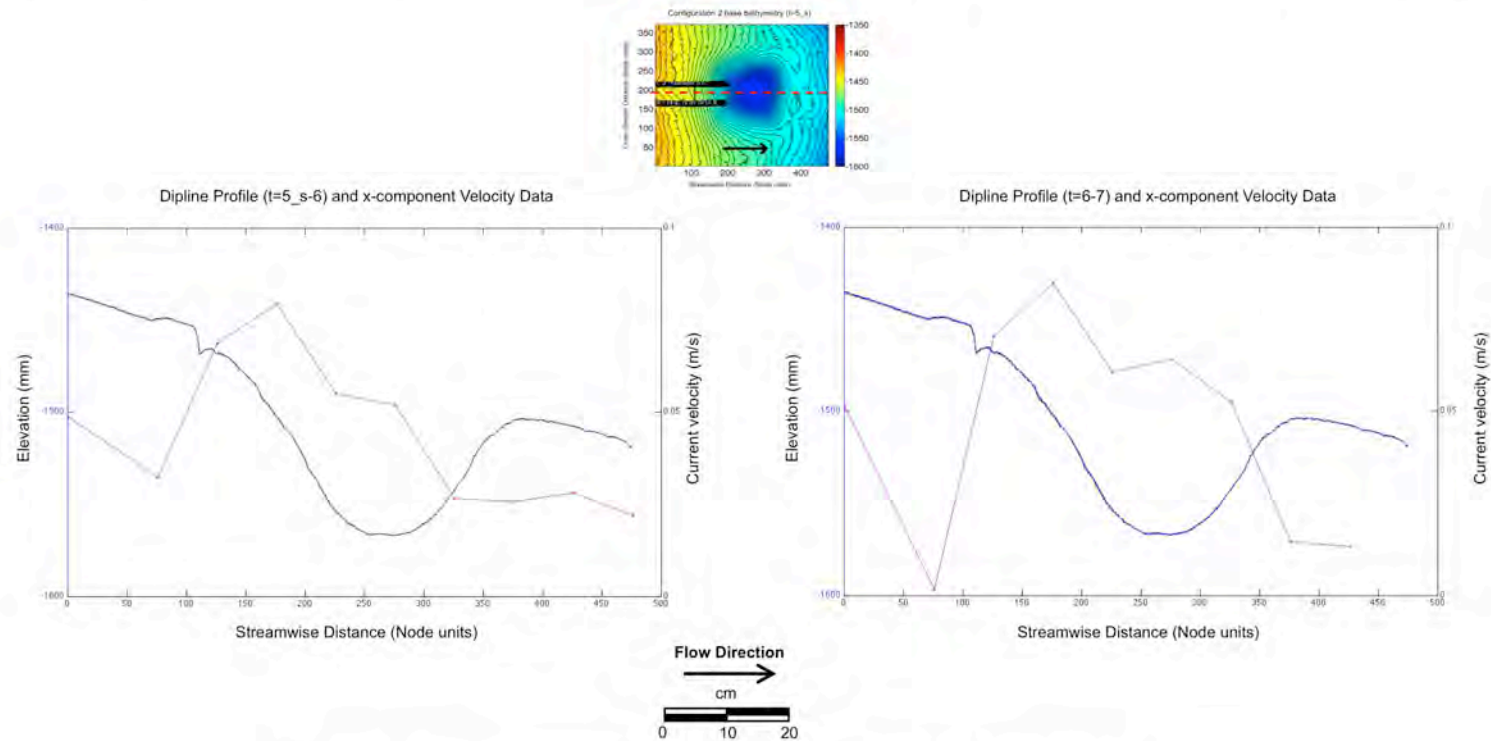 Configuration 2 base bathymetry (t=5_s)
350
300
250
200
150
100
50
100
200
300
400
Streamwise Distance (Node units)
-1350
-1400
-1450
-1500
-1550
-1600
Dipline Profile (t=5_s-6) and x-component Velocity Data
-1400
-1500
-1600
Elevation (mm)
0.1
0.05
0
Current velocity (m/s)
0 50 100 150 200 250 300 350 400 450 500
Streamwise Distance (Node units)
Dipline Profile (t=6-7) and x-component Velocity Data
-1400
-1500
-1600
Elevation (mm)
0.1
0.05
0
Current velocity (m/s)
0 50 100 150 200 250 300 350 400 450 500
Streamwise Distance (Node units)
Flow Direction
cm
0 10 20